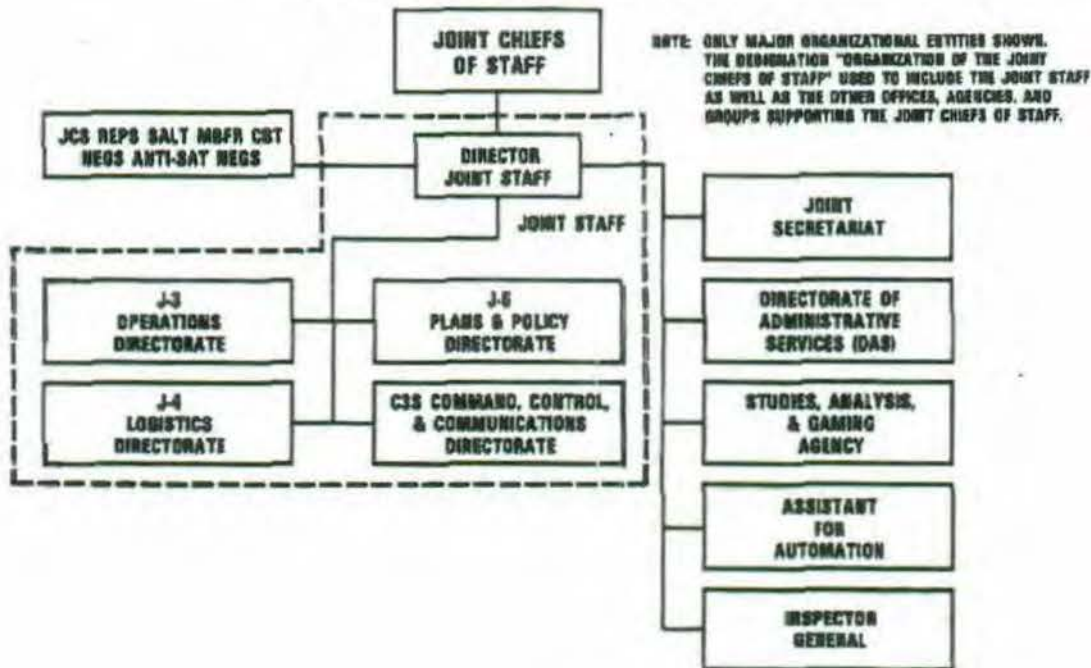 JOINT CHIEFS
OF STAFF
NOTE: ONLY MAJOR ORGANIZATIONAL ENTITIES SHOWN.
THE DESIGNATION "ORGANIZATION OF THE JOINT
CHIEFS OF STAFF" USED TO INCLUDE THE JOINT STAFF
AS WELL AS THE OTHER OFFICES, AGENCIES, AND
GROUPS SUPPORTING THE JOINT CHIEFS OF STAFF.
JCS REPS SALT MBFR CBT
NEGS ANTI-SAT NEGS
DIRECTOR
JOINT STAFF
JOINT STAFF
J-3
OPERATIONS
DIRECTORATE
J-5
PLANS & POLICY
DIRECTORATE
J-4
LOGISTICS
DIRECTORATE
C3S COMMAND, CONTROL,
& COMMUNICATIONS
DIRECTORATE
JOINT
SECRETARIAT
DIRECTORATE OF
ADMINISTRATIVE
SERVICES (DAS)
STUDIES, ANALYSIS,
& GAMING
AGENCY
ASSISTANT
FOR
AUTOMATION
INSPECTOR
GENERAL